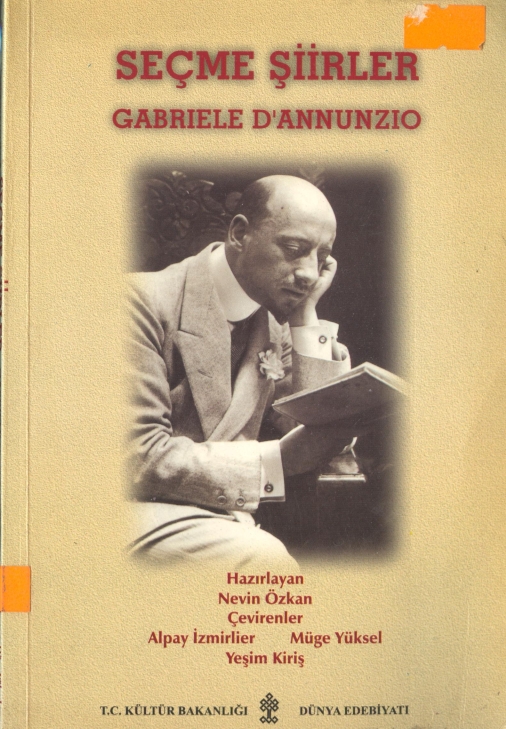 SEÇME ŞİİRLER
GABRIELE D'ANNUNZIO
Hazırlayan
Nevin Özkan
Çevirenler
Alpay İzmirlier Müge Yüksel
Yeşim Kiriş
T.C. KÜLTÜR BAKANLIĞI DÜNYA EDEBİYATI